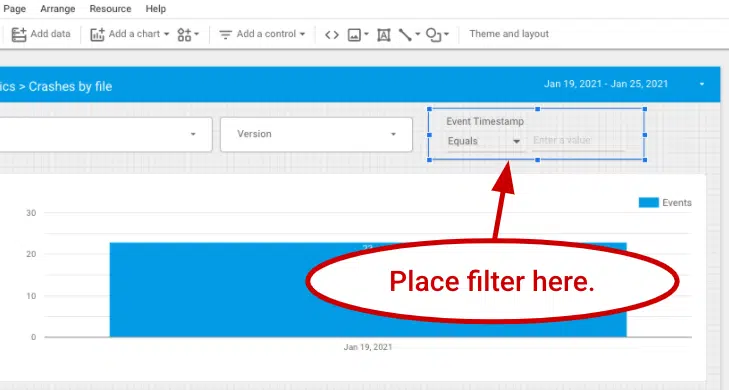 Page Arrange Resource Help
Add data Add a chart Add a control Theme and layout
ics > Crashes by file Jan 19, 2021 - Jan 25, 2021
Version
Event Timestamp
Equals Enter a value
30
Events
20
Place filter here.
10
0
Jan 19, 2021